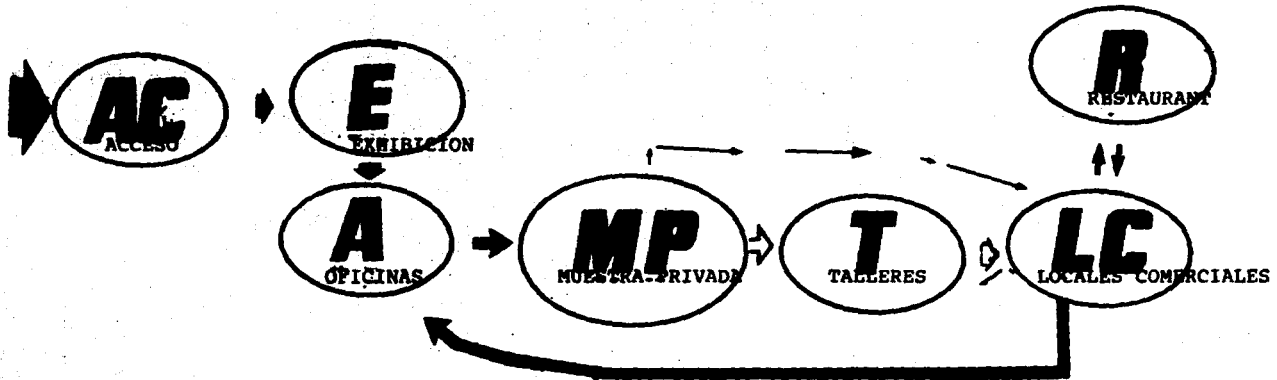 AC
ACCESO
E
EXHIBICION
R
RESTAURANT
A
OFICINAS
MP
MUESTRA PRIVADA
T
TALLERES
LC
LOCALES COMERCIALES